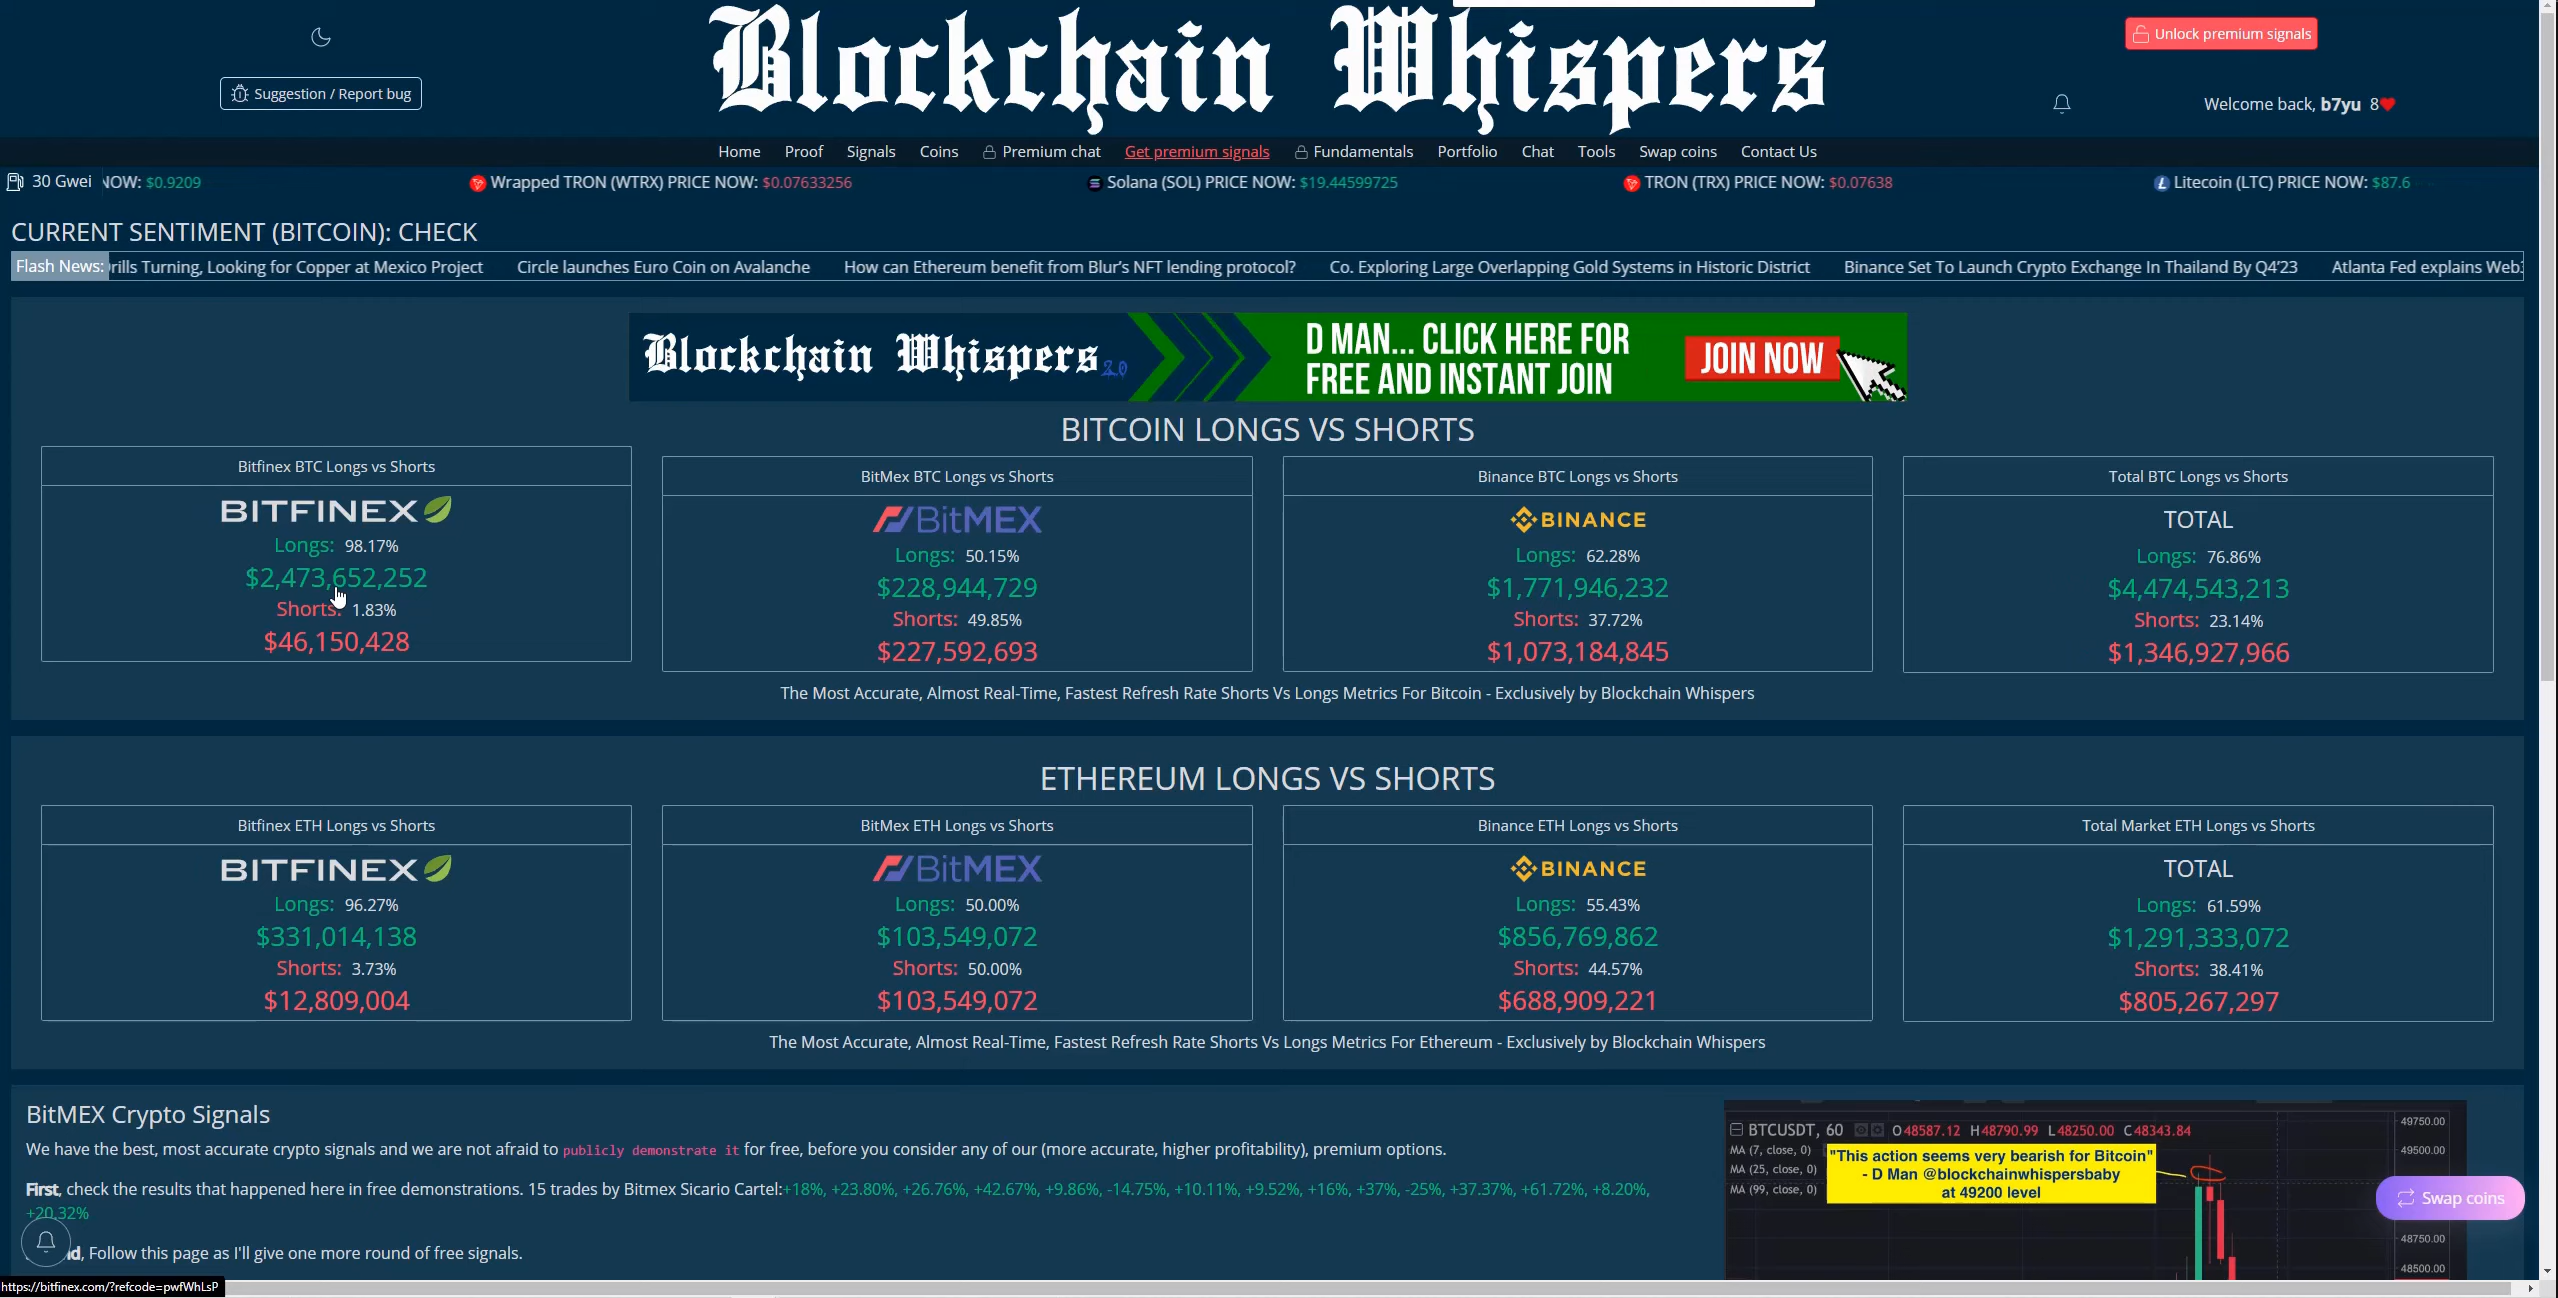 Blockchain Whispers
Unlock premium signals
Suggestion / Report bug
Welcome back, b7yu 8
Home Proof Signals Coins Premium chat Get premium signals Fundamentals Portfolio Chat Tools Swap coins Contact Us
30 Gwei NOW: $0.9209 Wrapped TRON (WTRX) PRICE NOW: $0.07633256 Solana (SOL) PRICE NOW: $19.44599725 TRON (TRX) PRICE NOW: $0.07638 Litecoin (LTC) PRICE NOW: $87.6
CURRENT SENTIMENT (BITCOIN): CHECK
Flash News: rills Turning, Looking for Copper at Mexico Project Circle launches Euro Coin on Avalanche How can Ethereum benefit from Blur's NFT lending protocol? Co. Exploring Large Overlapping Gold Systems in Historic District Binance Set To Launch Crypto Exchange In Thailand By Q4'23 Atlanta Fed explains Web3
Blockchain Whispers 2.0
D MAN... CLICK HERE FOR
FREE AND INSTANT JOIN
JOIN NOW
BITCOIN LONGS VS SHORTS
Bitfinex BTC Longs vs Shorts
BITFINEX
Longs: 98.17%
$2,473,652,252
Shorts: 1.83%
$46,150,428
BitMex BTC Longs vs Shorts
BitMEX
Longs: 50.15%
$228,944,729
Shorts: 49.85%
$227,592,693
Binance BTC Longs vs Shorts
BINANCE
Longs: 62.28%
$1,771,946,232
Shorts: 37.72%
$1,073,184,845
Total BTC Longs vs Shorts
TOTAL
Longs: 76.86%
$4,474,543,213
Shorts: 23.14%
$1,346,927,966
The Most Accurate, Almost Real-Time, Fastest Refresh Rate Shorts Vs Longs Metrics For Bitcoin - Exclusively by Blockchain Whispers
ETHEREUM LONGS VS SHORTS
Bitfinex ETH Longs vs Shorts
BITFINEX
Longs: 96.27%
$331,014,138
Shorts: 3.73%
$12,809,004
BitMex ETH Longs vs Shorts
BitMEX
Longs: 50.00%
$103,549,072
Shorts: 50.00%
$103,549,072
Binance ETH Longs vs Shorts
BINANCE
Longs: 55.43%
$856,769,862
Shorts: 44.57%
$688,909,221
Total Market ETH Longs vs Shorts
TOTAL
Longs: 61.59%
$1,291,333,072
Shorts: 38.41%
$805,267,297
The Most Accurate, Almost Real-Time, Fastest Refresh Rate Shorts Vs Longs Metrics For Ethereum - Exclusively by Blockchain Whispers
BitMEX Crypto Signals
We have the best, most accurate crypto signals and we are not afraid to publicly demonstrate it for free, before you consider any of our (more accurate, higher profitability), premium options.
First, check the results that happened here in free demonstrations. 15 trades by Bitmex Sicario Cartel:+18%, +23.80%, +26.76%, +42.67%, +9.86%, -14.75%, +10.11%, +9.52%, +16%, +37%, -25%, +37.37%, +61.72%, +8.20%,
+20.32%
d, Follow this page as I'll give one more round of free signals.
BTCUSDT, 60 O48587.12 H48790.99 L48250.00 C48343.84
MA (7, close, 0)
MA (25, close, 0)
MA (99, close, 0)
"This action seems very bearish for Bitcoin"
- D Man @blockchainwhispersbaby
at 49200 level
49750.00
49500.00
48750.00
48500.00
Swap coins
https://bitfinex.com/?refcode=pwfWhLsP